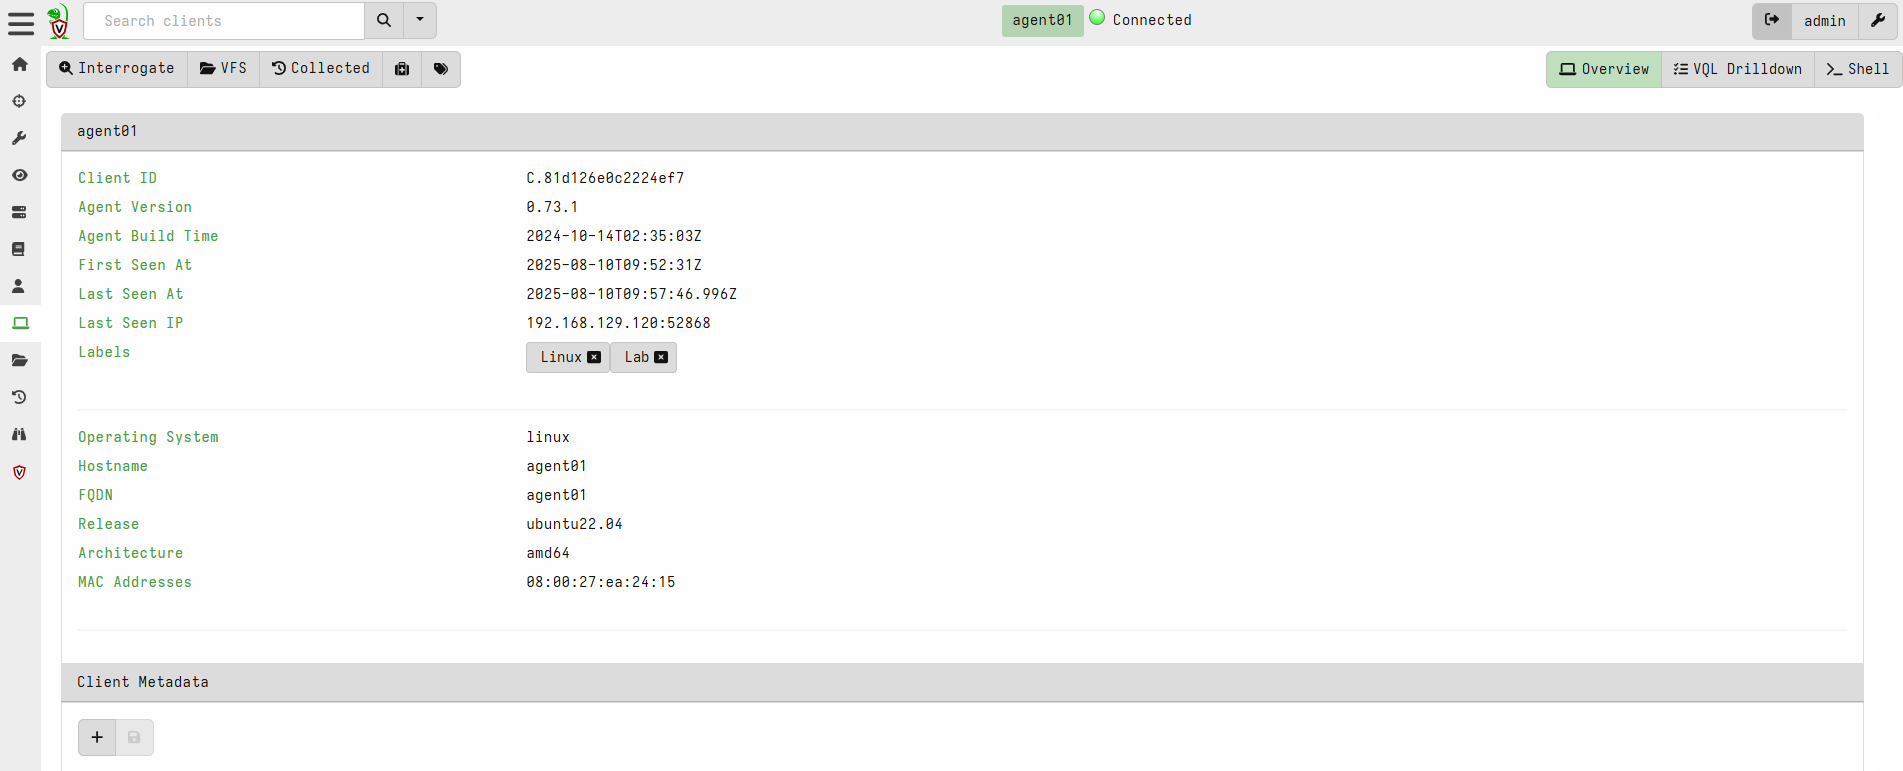 Search clients
agent01 Connected
admin
Interrogate VFS Collected
Overview VQL Drilldown Shell
agent01
Client ID C.81d126e0c2224ef7
Agent Version 0.73.1
Agent Build Time 2024-10-14T02:35:03Z
First Seen At 2025-08-10T09:52:31Z
Last Seen At 2025-08-10T09:57:46.996Z
Last Seen IP 192.168.129.120:52868
Labels Linux Lab
Operating System linux
Hostname agent01
FQDN agent01
Release ubuntu22.04
Architecture amd64
MAC Addresses 08:00:27:ea:24:15
Client Metadata